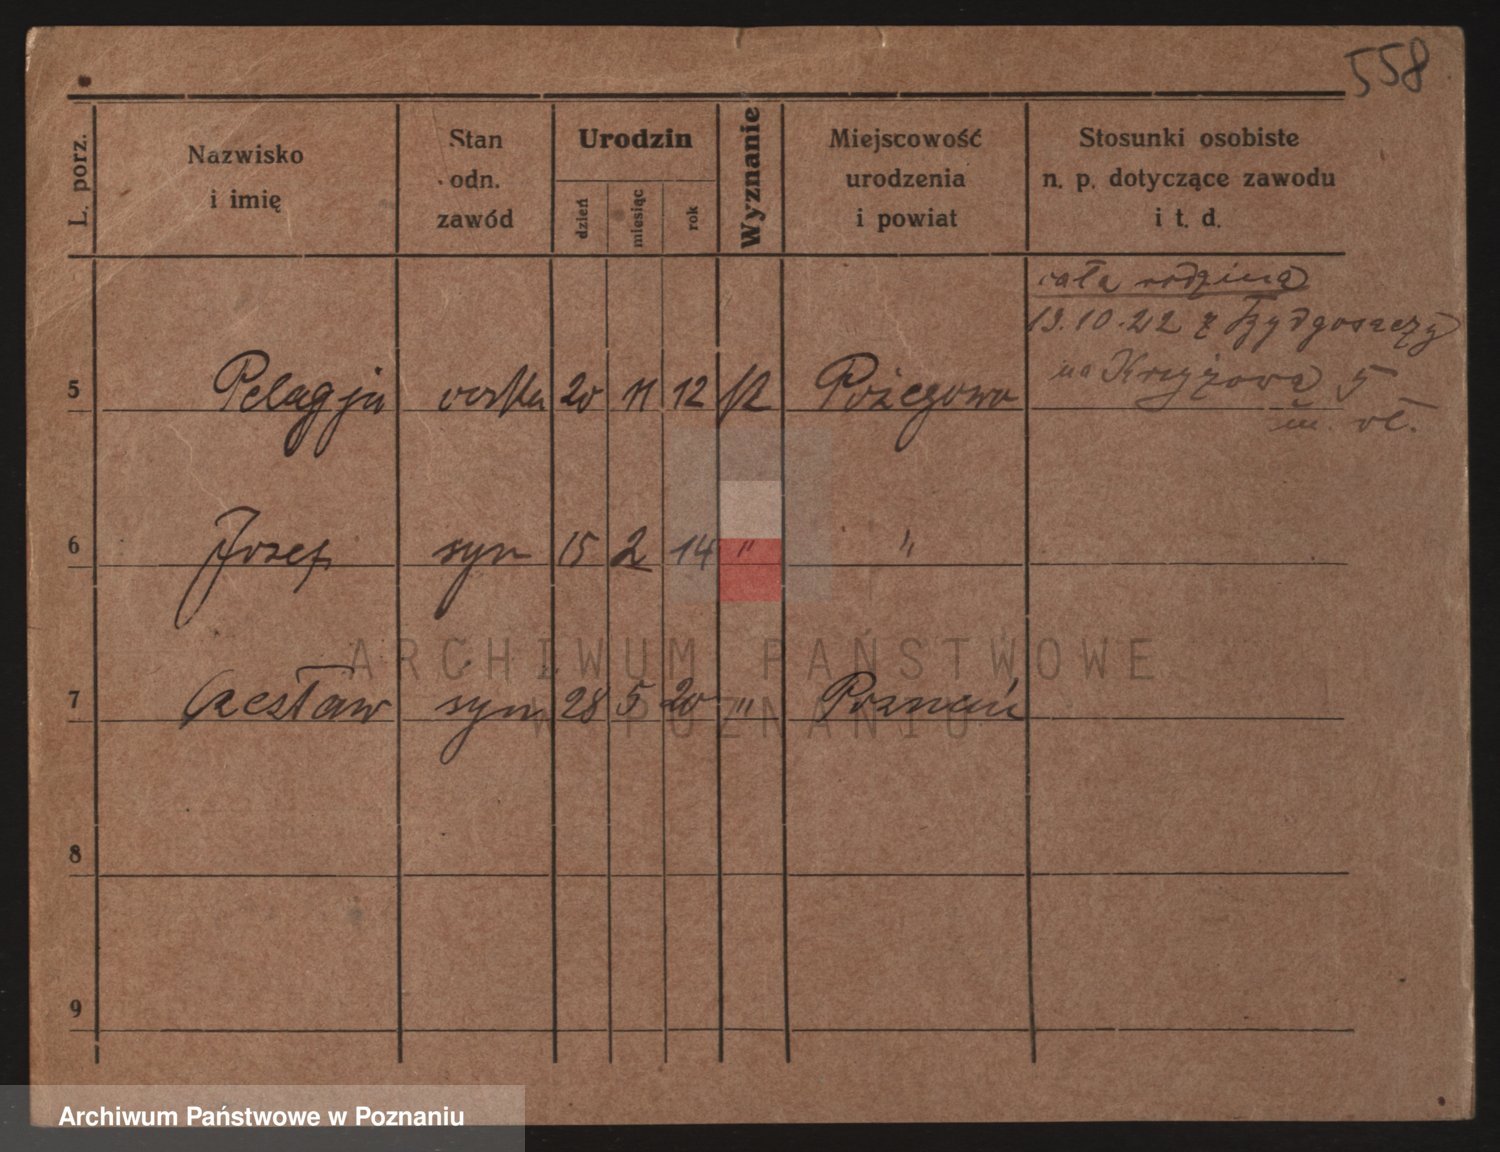 558
L. porz.
Nazwisko
i imię
Stan
odn.
zawód
Urodzin
dzień
miesiąc
rok
Wyznanie
Miejscowość
urodzenia
i powiat
Stosunki osobiste
n. p. dotyczące zawodu
i t. d.
cała rodzina
13.10.22 z Bydgoszczy
na Krzyżową 5
m. wł.
5 Pelagja córka 20 11 12 K Pożegowo
6 Józef syn 15 2 14 " "
7 Czesław syn 28 5 20 " Poznań
8
9
ARCHIWUM PAŃSTWOWE
W POZNANIU
Archiwum Państwowe w Poznaniu